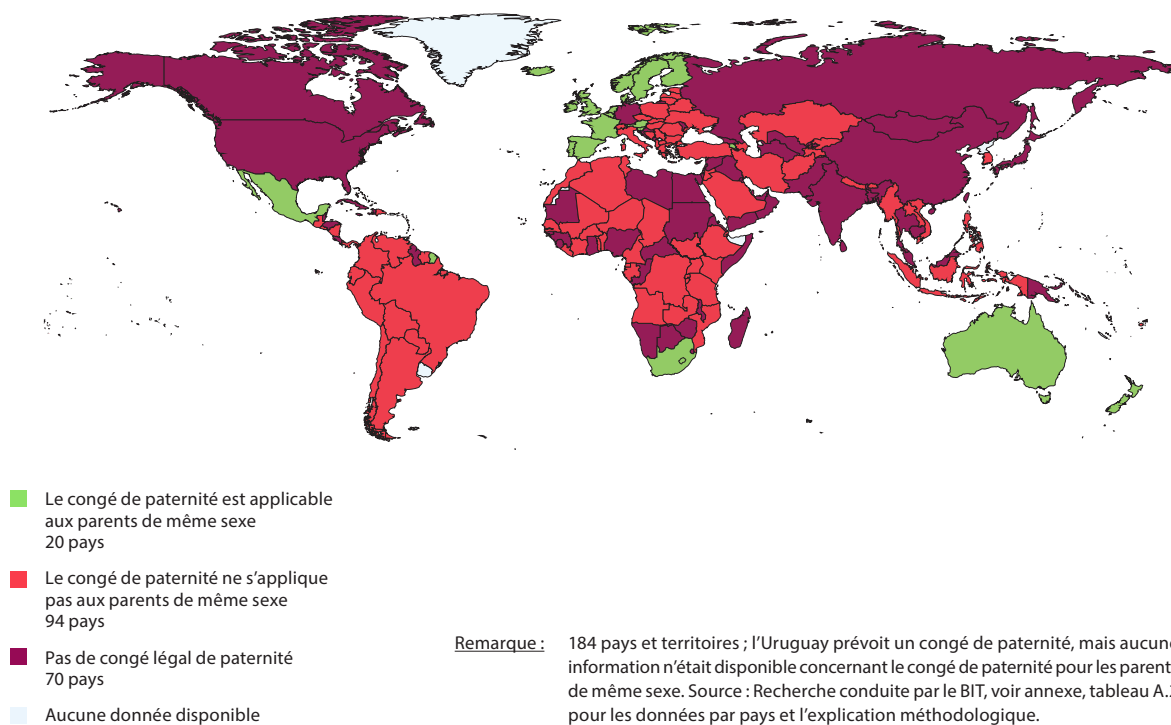 Le congé de paternité est applicable
aux parents de même sexe
20 pays
Le congé de paternité ne s'applique
pas aux parents de même sexe
94 pays
Pas de congé légal de paternité
70 pays
Aucune donnée disponible
Remarque : 184 pays et territoires ; l'Uruguay prévoit un congé de paternité, mais aucune
information n'était disponible concernant le congé de paternité pour les parent
de même sexe. Source : Recherche conduite par le BIT, voir annexe, tableau A.
pour les données par pays et l'explication méthodologique.